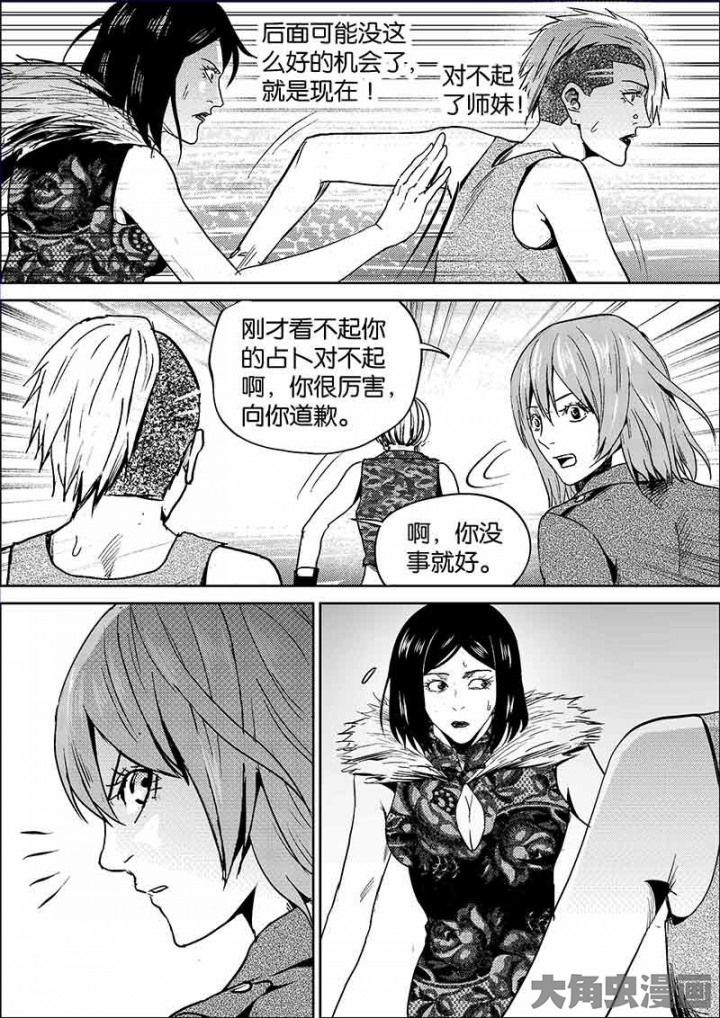 后面可能没这
么好的机会了，
就是现在！
对不起
了师妹！
刚才看不起你
的占卜对不起
啊，你很厉害，
向你道歉。
啊，你没
事就好。
大角虫漫画